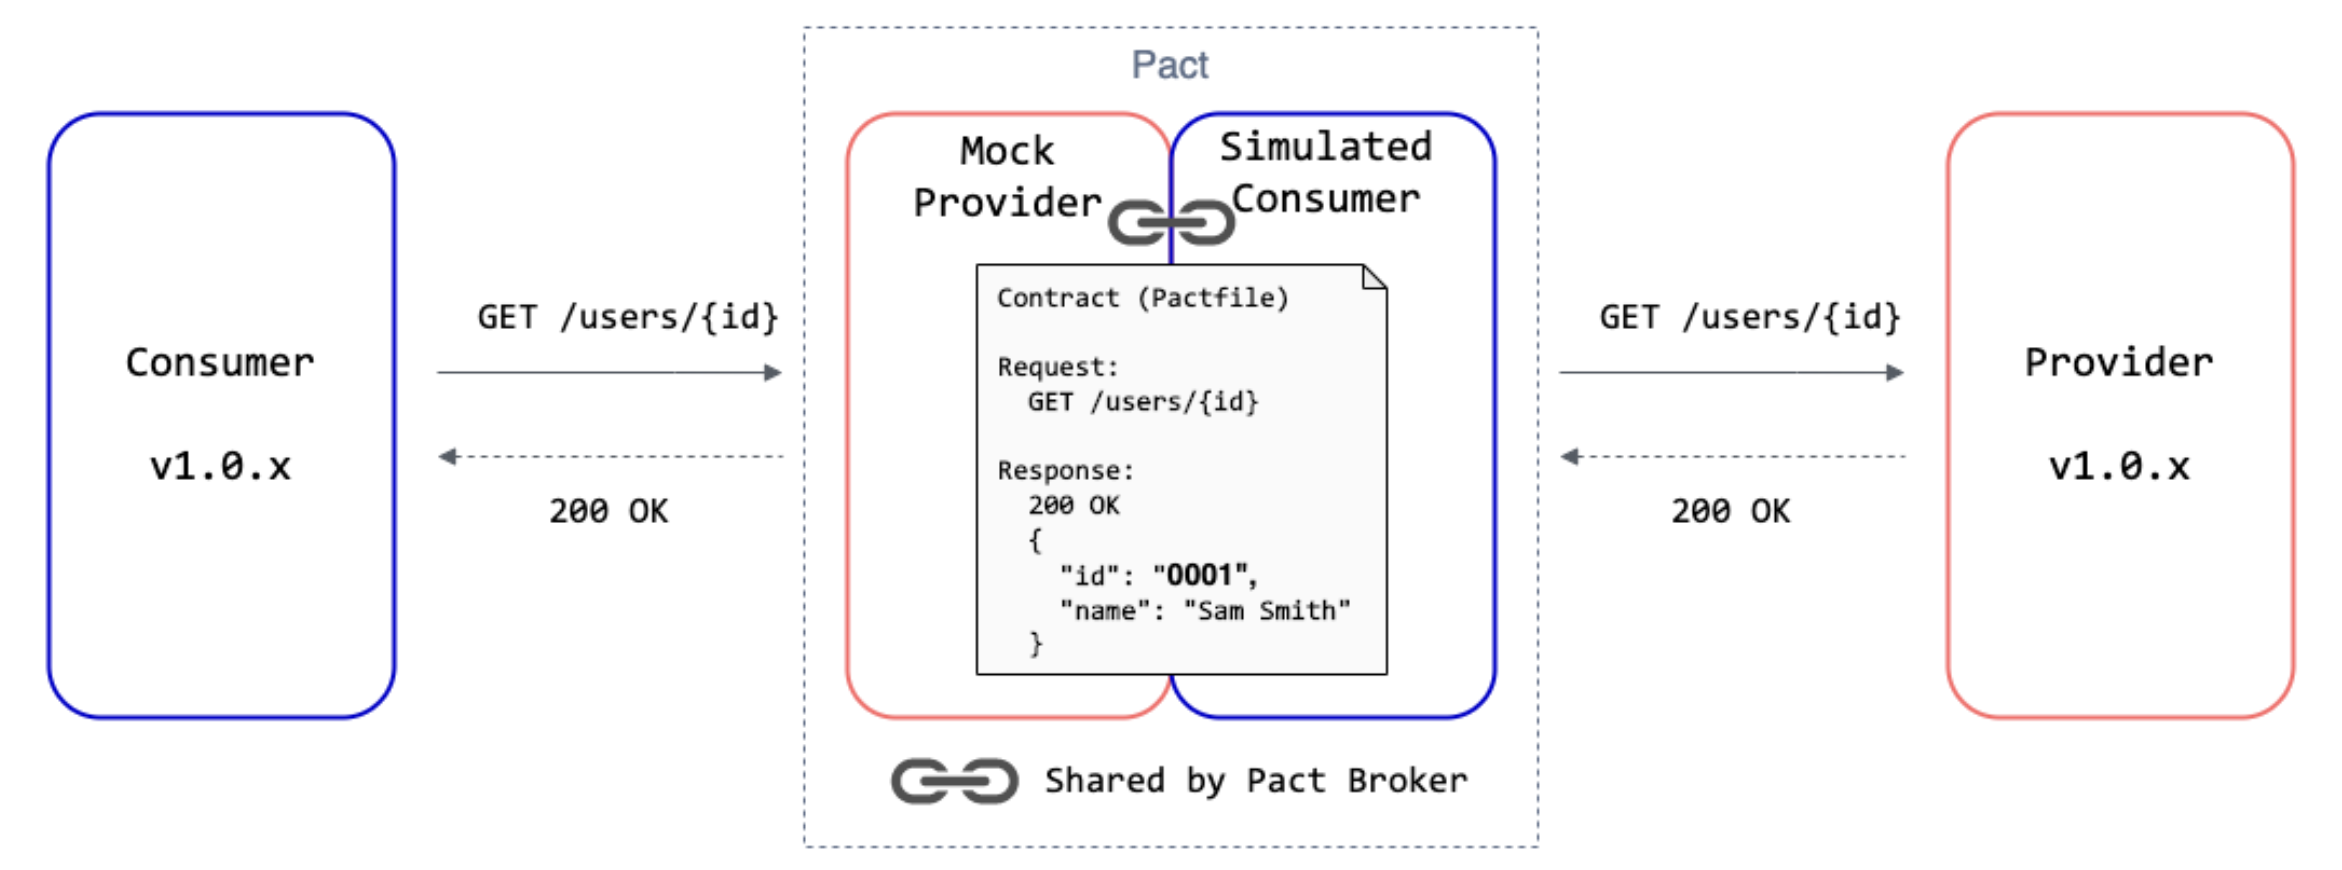 Pact
Consumer
v1.0.x
GET /users/{id}
200 OK
Mock
Provider
Simulated
Consumer
Contract (Pactfile)
Request:
GET /users/{id}
Response:
200 OK
{
"id": "0001",
"name": "Sam Smith"
}
Shared by Pact Broker
GET /users/{id}
200 OK
Provider
v1.0.x